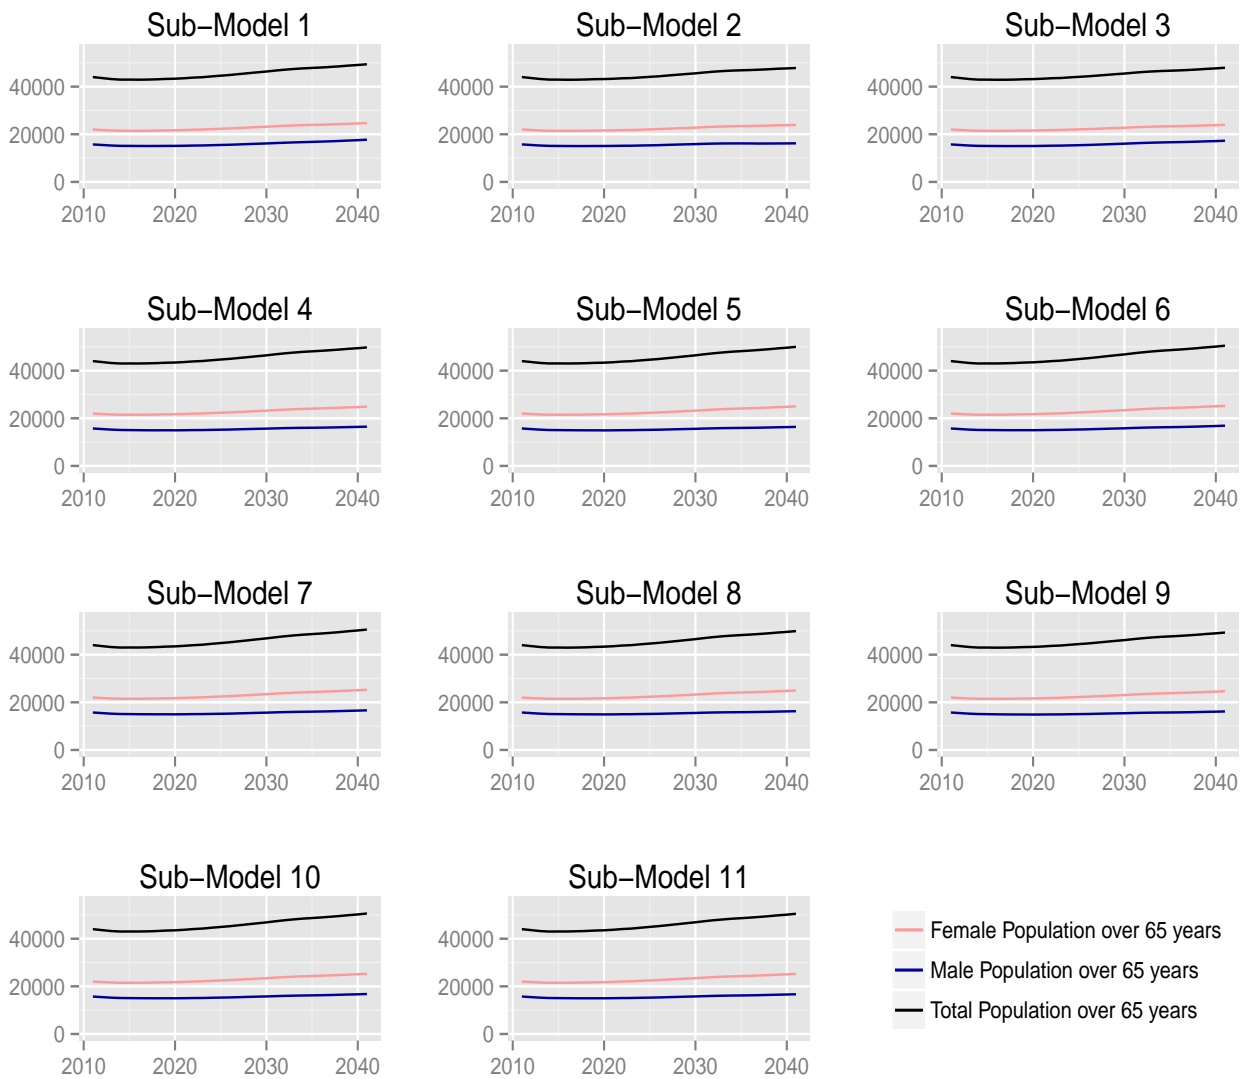 Sub−Model 1
Sub−Model 2
Sub−Model 3
40000
20000
0
2010 2020 2030 2040
40000
20000
0
2010 2020 2030 2040
40000
20000
0
2010 2020 2030 2040
Sub−Model 4
Sub−Model 5
Sub−Model 6
40000
20000
0
2010 2020 2030 2040
40000
20000
0
2010 2020 2030 2040
40000
20000
0
2010 2020 2030 2040
Sub−Model 7
Sub−Model 8
Sub−Model 9
40000
20000
0
2010 2020 2030 2040
40000
20000
0
2010 2020 2030 2040
40000
20000
0
2010 2020 2030 2040
Sub−Model 10
Sub−Model 11
40000
20000
0
2010 2020 2030 2040
40000
20000
0
2010 2020 2030 2040
Female Population over 65 years
Male Population over 65 years
Total Population over 65 years